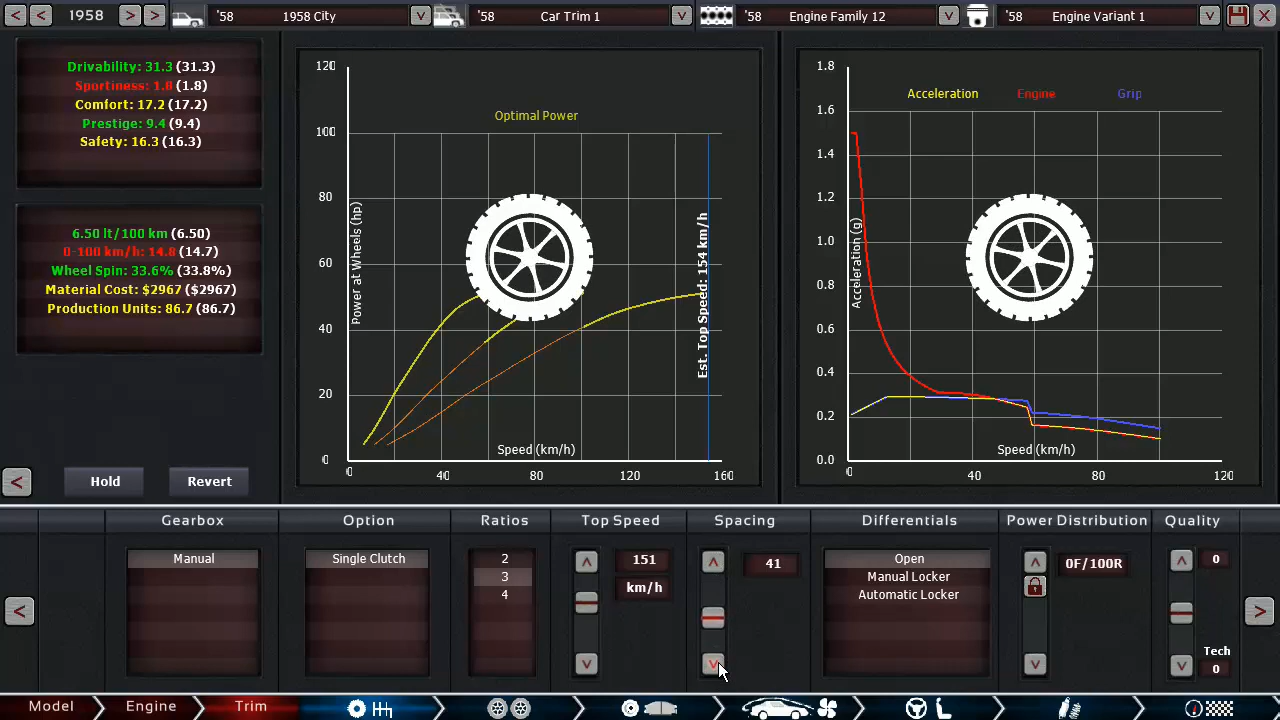 1958
'58 1958 City
'58 Car Trim 1
'58 Engine Family 12
'58 Engine Variant 1
Drivability: 31.3 (31.3)
Sportiness: 1.8 (1.8)
Comfort: 17.2 (17.2)
Prestige: 9.4 (9.4)
Safety: 16.3 (16.3)
6.50 lt/100 km (6.50)
0-100 km/h: 14.8 (14.7)
Wheel Spin: 33.6% (33.8%)
Material Cost: $2967 ($2967)
Production Units: 86.7 (86.7)
Hold
Revert
Optimal Power
120
100
80
60
40
20
0
Power at Wheels (hp)
Est. Top Speed: 154 km/h
Speed (km/h)
0 40 80 120 160
Acceleration Engine Grip
1.8
1.6
1.4
1.2
1.0
0.8
0.6
0.4
0.2
0.0
Acceleration (g)
Speed (km/h)
0 40 80 120
Gearbox
Manual
Option
Single Clutch
Ratios
2
3
4
Top Speed
151
km/h
Spacing
41
Differentials
Open
Manual Locker
Automatic Locker
Power Distribution
0F/100R
Quality
0
Tech
0
Model Engine Trim